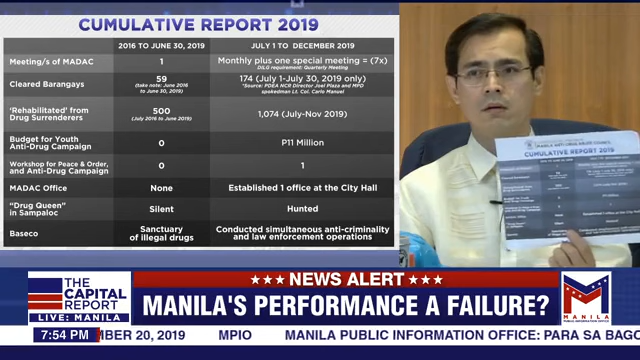 CUMULATIVE REPORT 2019
2016 TO JUNE 30, 2019
JULY 1 TO DECEMBER 2019
Meeting/s of MADAC
1
Monthly plus one special meeting = (7x)
DILG requirement: Quarterly Meeting
Cleared Barangays
59
(take note: June 2016
to June 30, 2019)
174 (July 1-July 30, 2019 only)
*Source: PDEA NCR Director Joel Plaza and MPD
spokedman Lt. Col. Carlo Manuel
'Rehabilitated' from
Drug Surrenderers
500
(July 2016 to June 2019)
1,074 (July-Nov 2019)
Budget for Youth
Anti-Drug Campaign
0
P11 Million
Workshop for Peace & Order,
and Anti-Drug Campaign
0
1
MADAC Office
None
Established 1 office at the City Hall
"Drug Queen"
in Sampaloc
Silent
Hunted
Baseco
Sanctuary
of illegal drugs
Conducted simultaneous anti-criminality
and law enforcement operations
CUMULATIVE REPORT 2019
THE
CAPITAL
REPORT
LIVE: MANILA
NEWS ALERT
MANILA'S PERFORMANCE A FAILURE?
MANILA
PUBLIC INFORMATION OFFICE
7:54 PM
MBER 20, 2019 MPIO MANILA PUBLIC INFORMATION OFFICE: PARA SA BAGO